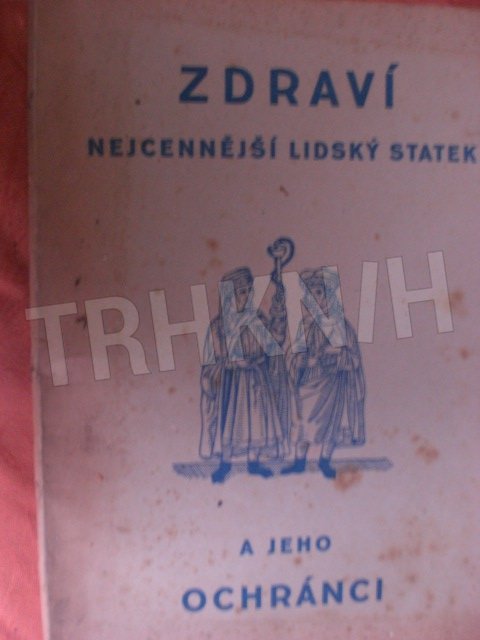 ZDRAVÍ
NEJCENNĚJŠÍ LIDSKÝ STATEK
TRHKNIH
A JEHO
OCHRÁNCI